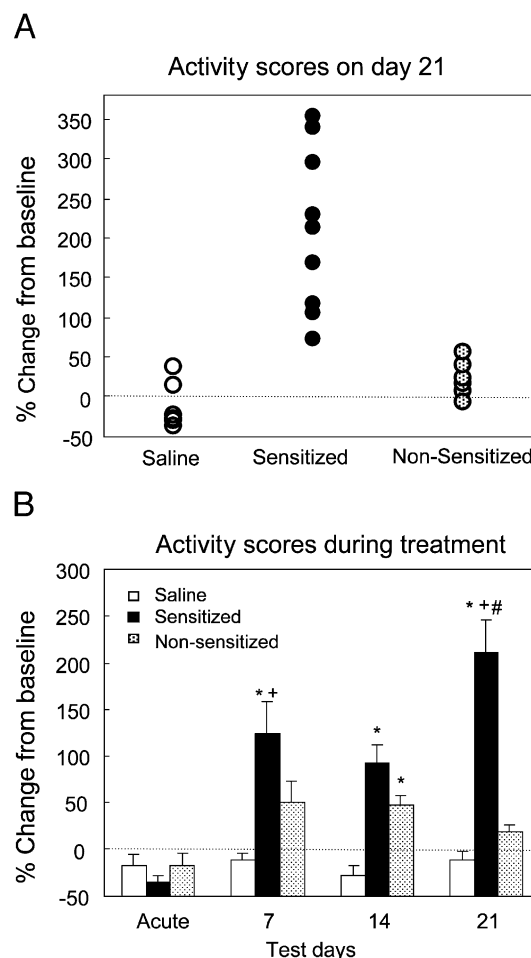 A
Activity scores on day 21
% Change from baseline
350
300
250
200
150
100
50
0
-50
Saline Sensitized Non-Sensitized
B
Activity scores during treatment
% Change from baseline
300
250
200
150
100
50
0
-50
Saline
Sensitized
Non-sensitized
* +
*
*
* + #
Acute 7 14 21
Test days